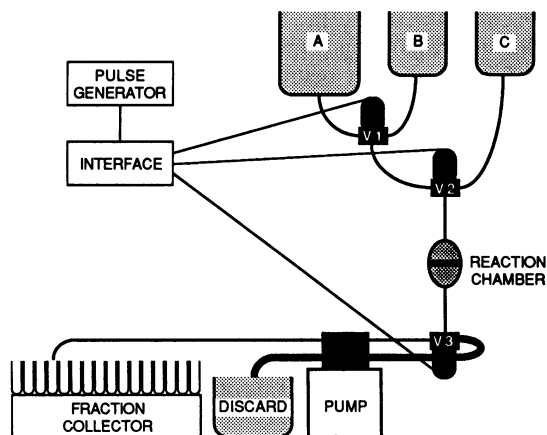 A
B
C
PULSE
GENERATOR
V 1
INTERFACE
V 2
REACTION
CHAMBER
V 3
FRACTION
COLLECTOR
DISCARD
PUMP